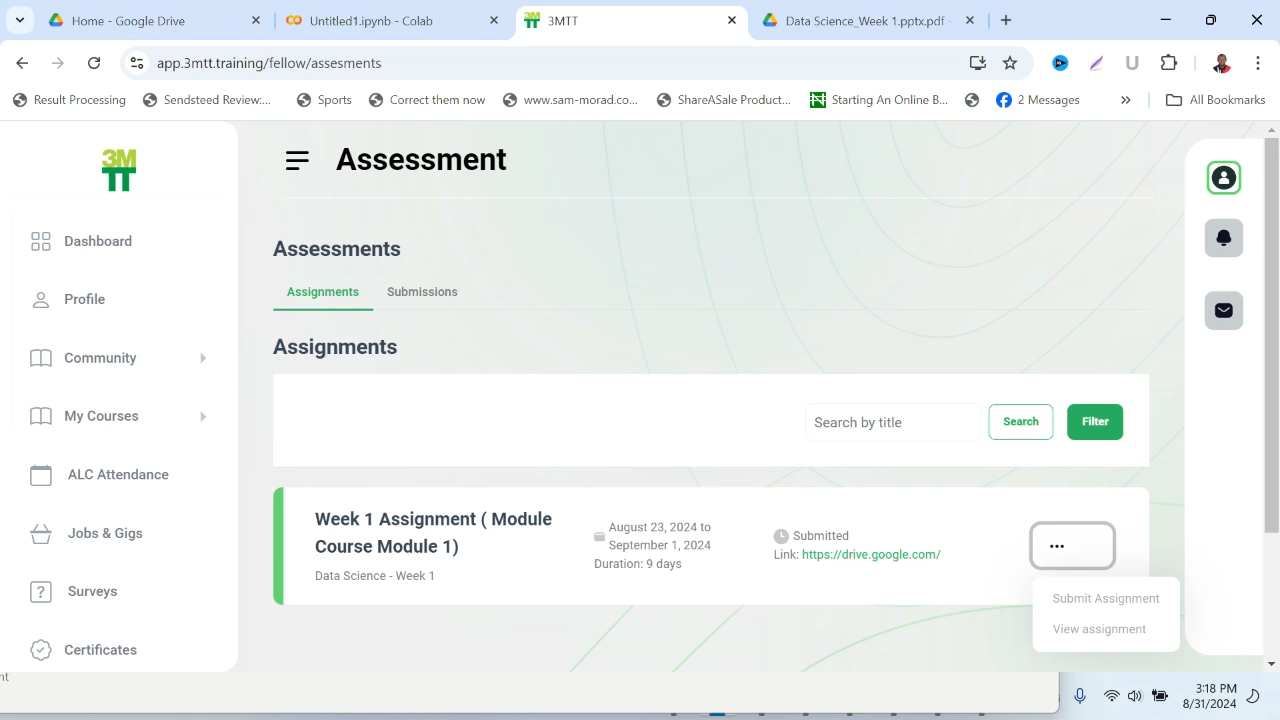 Home - Google Drive
Untitled1.ipynb - Colab
3MTT
Data Science_Week 1.pptx.pdf -
app.3mtt.training/fellow/assesments
Result Processing
Sendsteed Review:...
Sports
Correct them now
www.sam-morad.co...
ShareASale Product...
Starting An Online B...
2 Messages
All Bookmarks
3M
TT
Assessment
Dashboard
Profile
Community
My Courses
ALC Attendance
Jobs & Gigs
Surveys
Certificates
Assessments
Assignments
Submissions
Assignments
Search by title
Search
Filter
Week 1 Assignment ( Module
Course Module 1)
Data Science - Week 1
August 23, 2024 to
September 1, 2024
Duration: 9 days
Submitted
Link: https://drive.google.com/
...
Submit Assignment
View assignment
nt
3:18 PM
8/31/2024